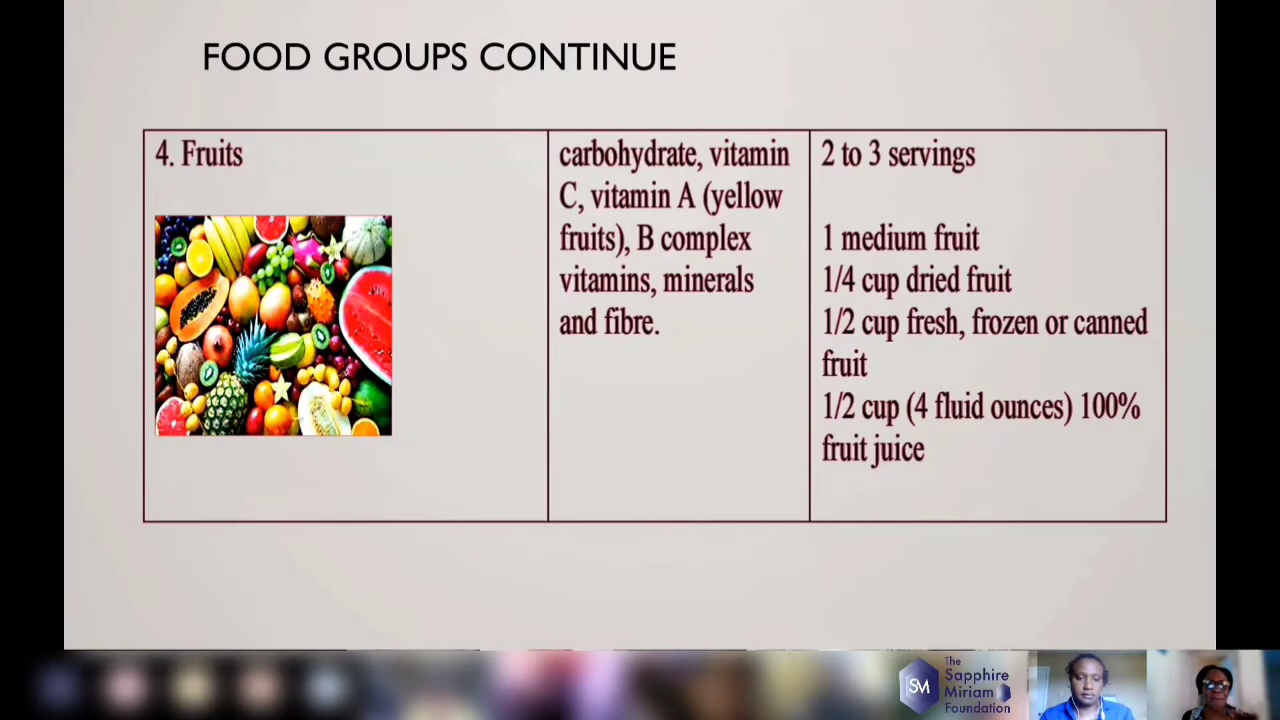 FOOD GROUPS CONTINUE
4. Fruits
carbohydrate, vitamin
C, vitamin A (yellow
fruits), B complex
vitamins, minerals
and fibre.
2 to 3 servings
1 medium fruit
1/4 cup dried fruit
1/2 cup fresh, frozen or canned
fruit
1/2 cup (4 fluid ounces) 100%
fruit juice
SM
The
Sapphire
Miriam
Foundation